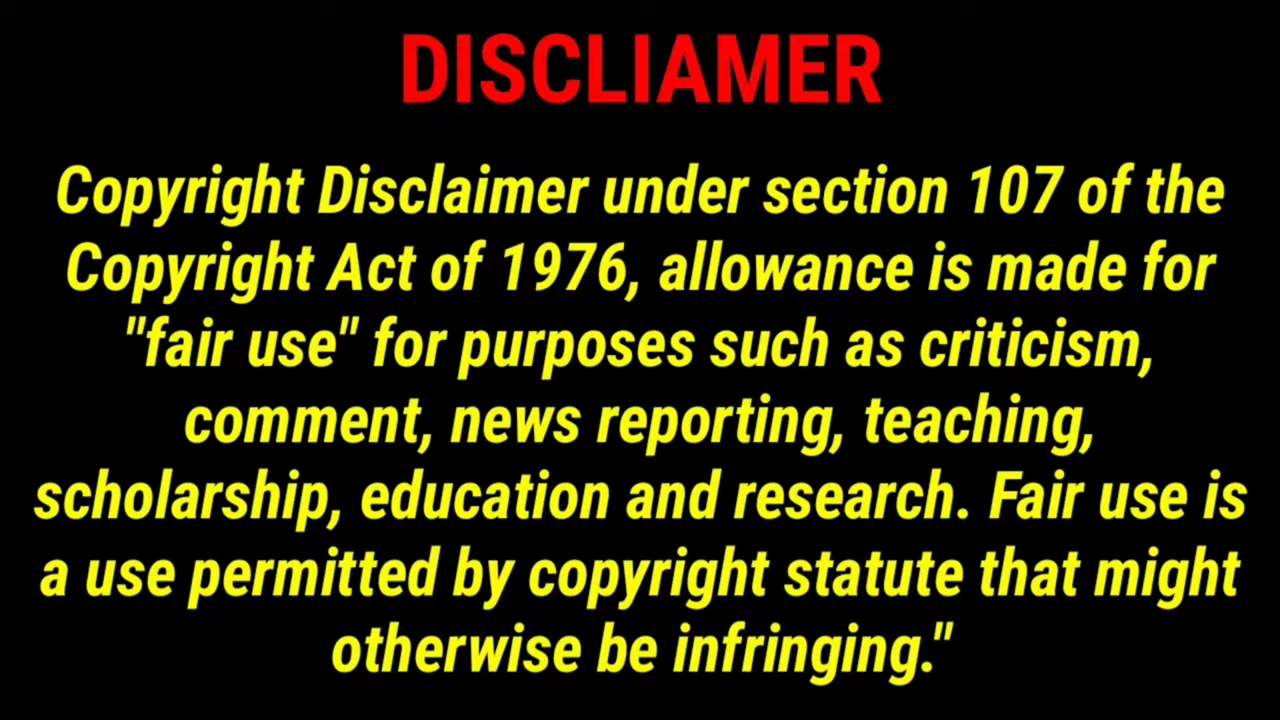 DISCLIAMER
Copyright Disclaimer under section 107 of the
Copyright Act of 1976, allowance is made for
"fair use" for purposes such as criticism,
comment, news reporting, teaching,
scholarship, education and research. Fair use is
a use permitted by copyright statute that might
otherwise be infringing."